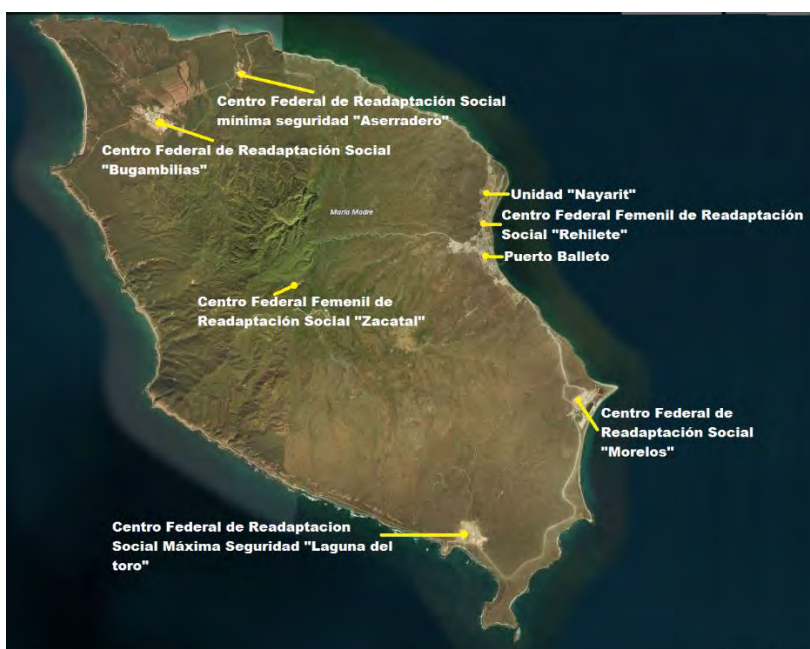 Centro Federal de Readaptación Social
mínima seguridad "Aserradero"
Centro Federal de Readaptación Social
"Bugambilias"
Unidad "Nayarit"
María Madre
Centro Federal Femenil de Readaptación
Social "Rehilete"
Puerto Balleto
Centro Federal Femenil de
Readaptación Social "Zacatal"
Centro Federal de
Readaptación Social
"Morelos"
Centro Federal de Readaptacion
Social Máxima Seguridad "Laguna del
toro"